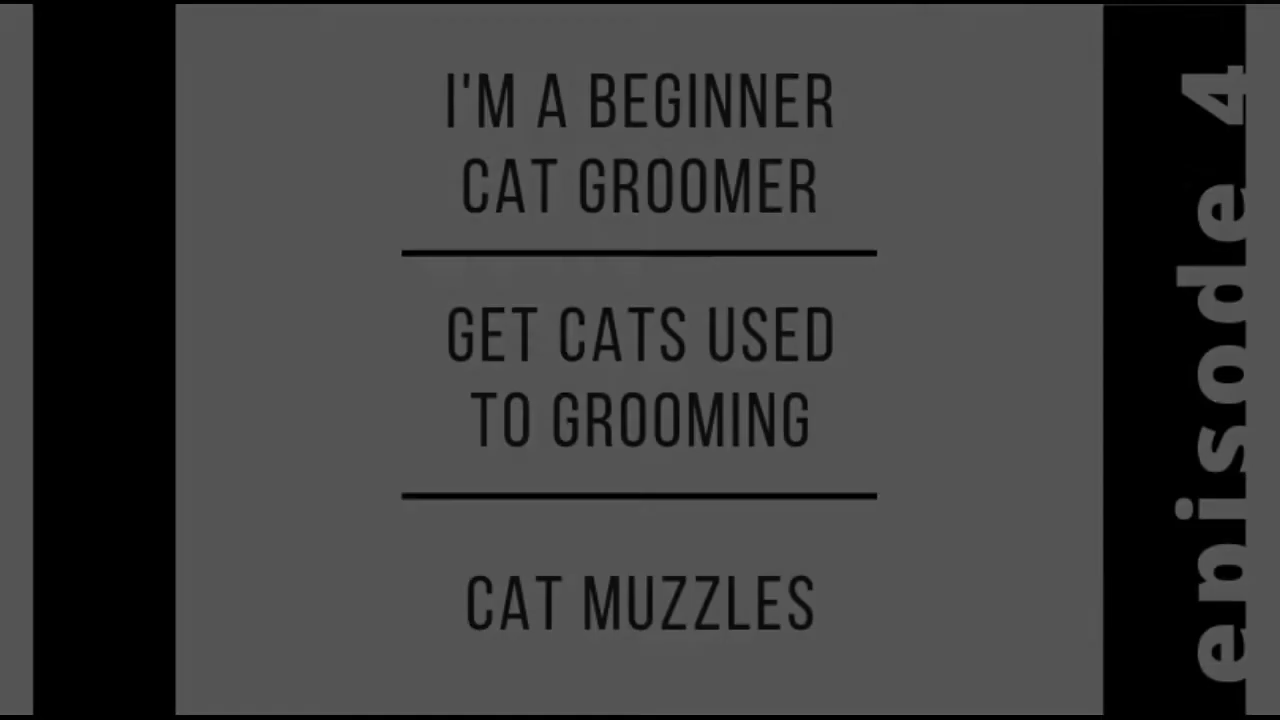 I'M A BEGINNER
CAT GROOMER
GET CATS USED
TO GROOMING
CAT MUZZLES
episode 4